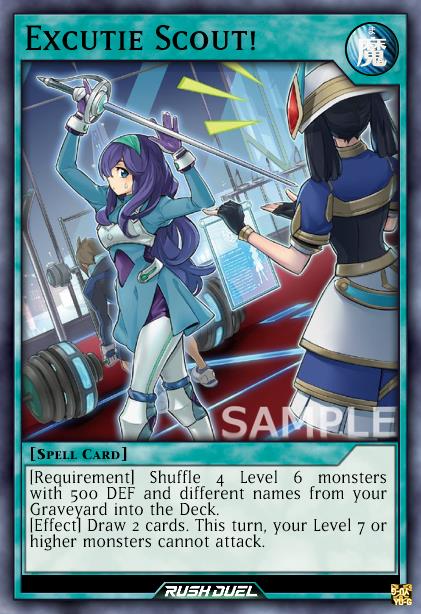 Excutie Scout!
ま
魔
SAMPLE
[Spell Card]
[Requirement] Shuffle 4 Level 6 monsters
with 500 DEF and different names from your
Graveyard into the Deck.
[Effect] Draw 2 cards. This turn, your Level 7 or
higher monsters cannot attack.
RUSH DUEL